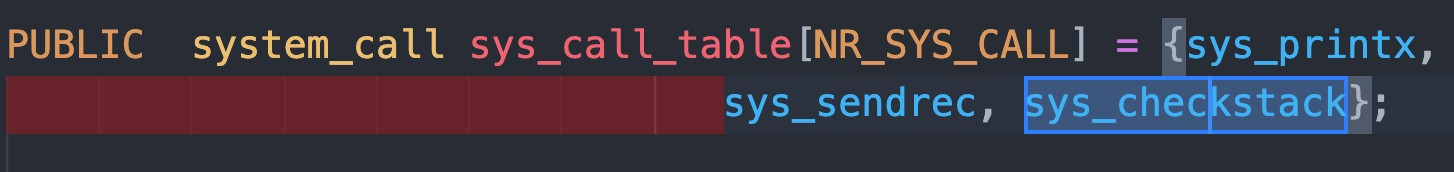 PUBLIC  system_call sys_call_table[NR_SYS_CALL] = {sys_printx,
sys_sendrec, sys_checkstack};